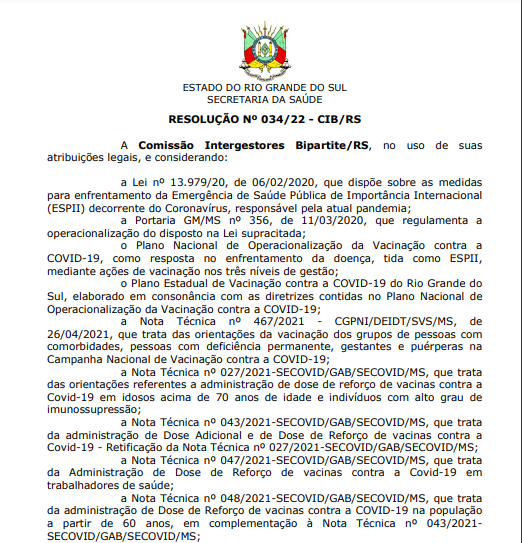 ESTADO DO RIO GRANDE DO SUL
SECRETARIA DA SAÚDE
RESOLUÇÃO Nº 034/22 - CIB/RS
A Comissão Intergestores Bipartite/RS, no uso de suas
atribuições legais, e considerando:
a Lei nº 13.979/20, de 06/02/2020, que dispõe sobre as medidas
para enfrentamento da Emergência de Saúde Pública de Importância Internacional
(ESPII) decorrente do Coronavírus, responsável pela atual pandemia;
a Portaria GM/MS nº 356, de 11/03/2020, que regulamenta a
operacionalização do disposto na Lei supracitada;
o Plano Nacional de Operacionalização da Vacinação contra a
COVID-19, como resposta no enfrentamento da doença, tida como ESPII,
mediante ações de vacinação nos três níveis de gestão;
o Plano Estadual de Vacinação contra a COVID-19 do Rio Grande do
Sul, elaborado em consonância com as diretrizes contidas no Plano Nacional de
Operacionalização da Vacinação contra a COVID-19;
a Nota Técnica nº 467/2021 - CGPNI/DEIDT/SVS/MS, de
26/04/2021, que trata das orientações da vacinação dos grupos de pessoas com
comorbidades, pessoas com deficiência permanente, gestantes e puérperas na
Campanha Nacional de Vacinação contra a COVID-19;
a Nota Técnica nº 027/2021-SECOVID/GAB/SECOVID/MS, que trata
das orientações referentes a administração de dose de reforço de vacinas contra a
Covid-19 em idosos acima de 70 anos de idade e indivíduos com alto grau de
imunossupressão;
a Nota Técnica nº 043/2021-SECOVID/GAB/SECOVID/MS, que trata
da administração de Dose Adicional e de Dose de Reforço de vacinas contra a
Covid-19 - Retificação da Nota Técnica nº 027/2021-SECOVID/GAB/SECOVID/MS;
a Nota Técnica nº 047/2021-SECOVID/GAB/SECOVID/MS, que trata
da Administração de Dose de Reforço de vacinas contra a Covid-19 em
trabalhadores de saúde;
a Nota Técnica nº 048/2021-SECOVID/GAB/SECOVID/MS, que trata
da administração de Dose de Reforço de vacinas contra a COVID-19 na população
a partir de 60 anos, em complementação à Nota Técnica nº 043/2021-
SECOVID/GAB/SECOVID/MS;